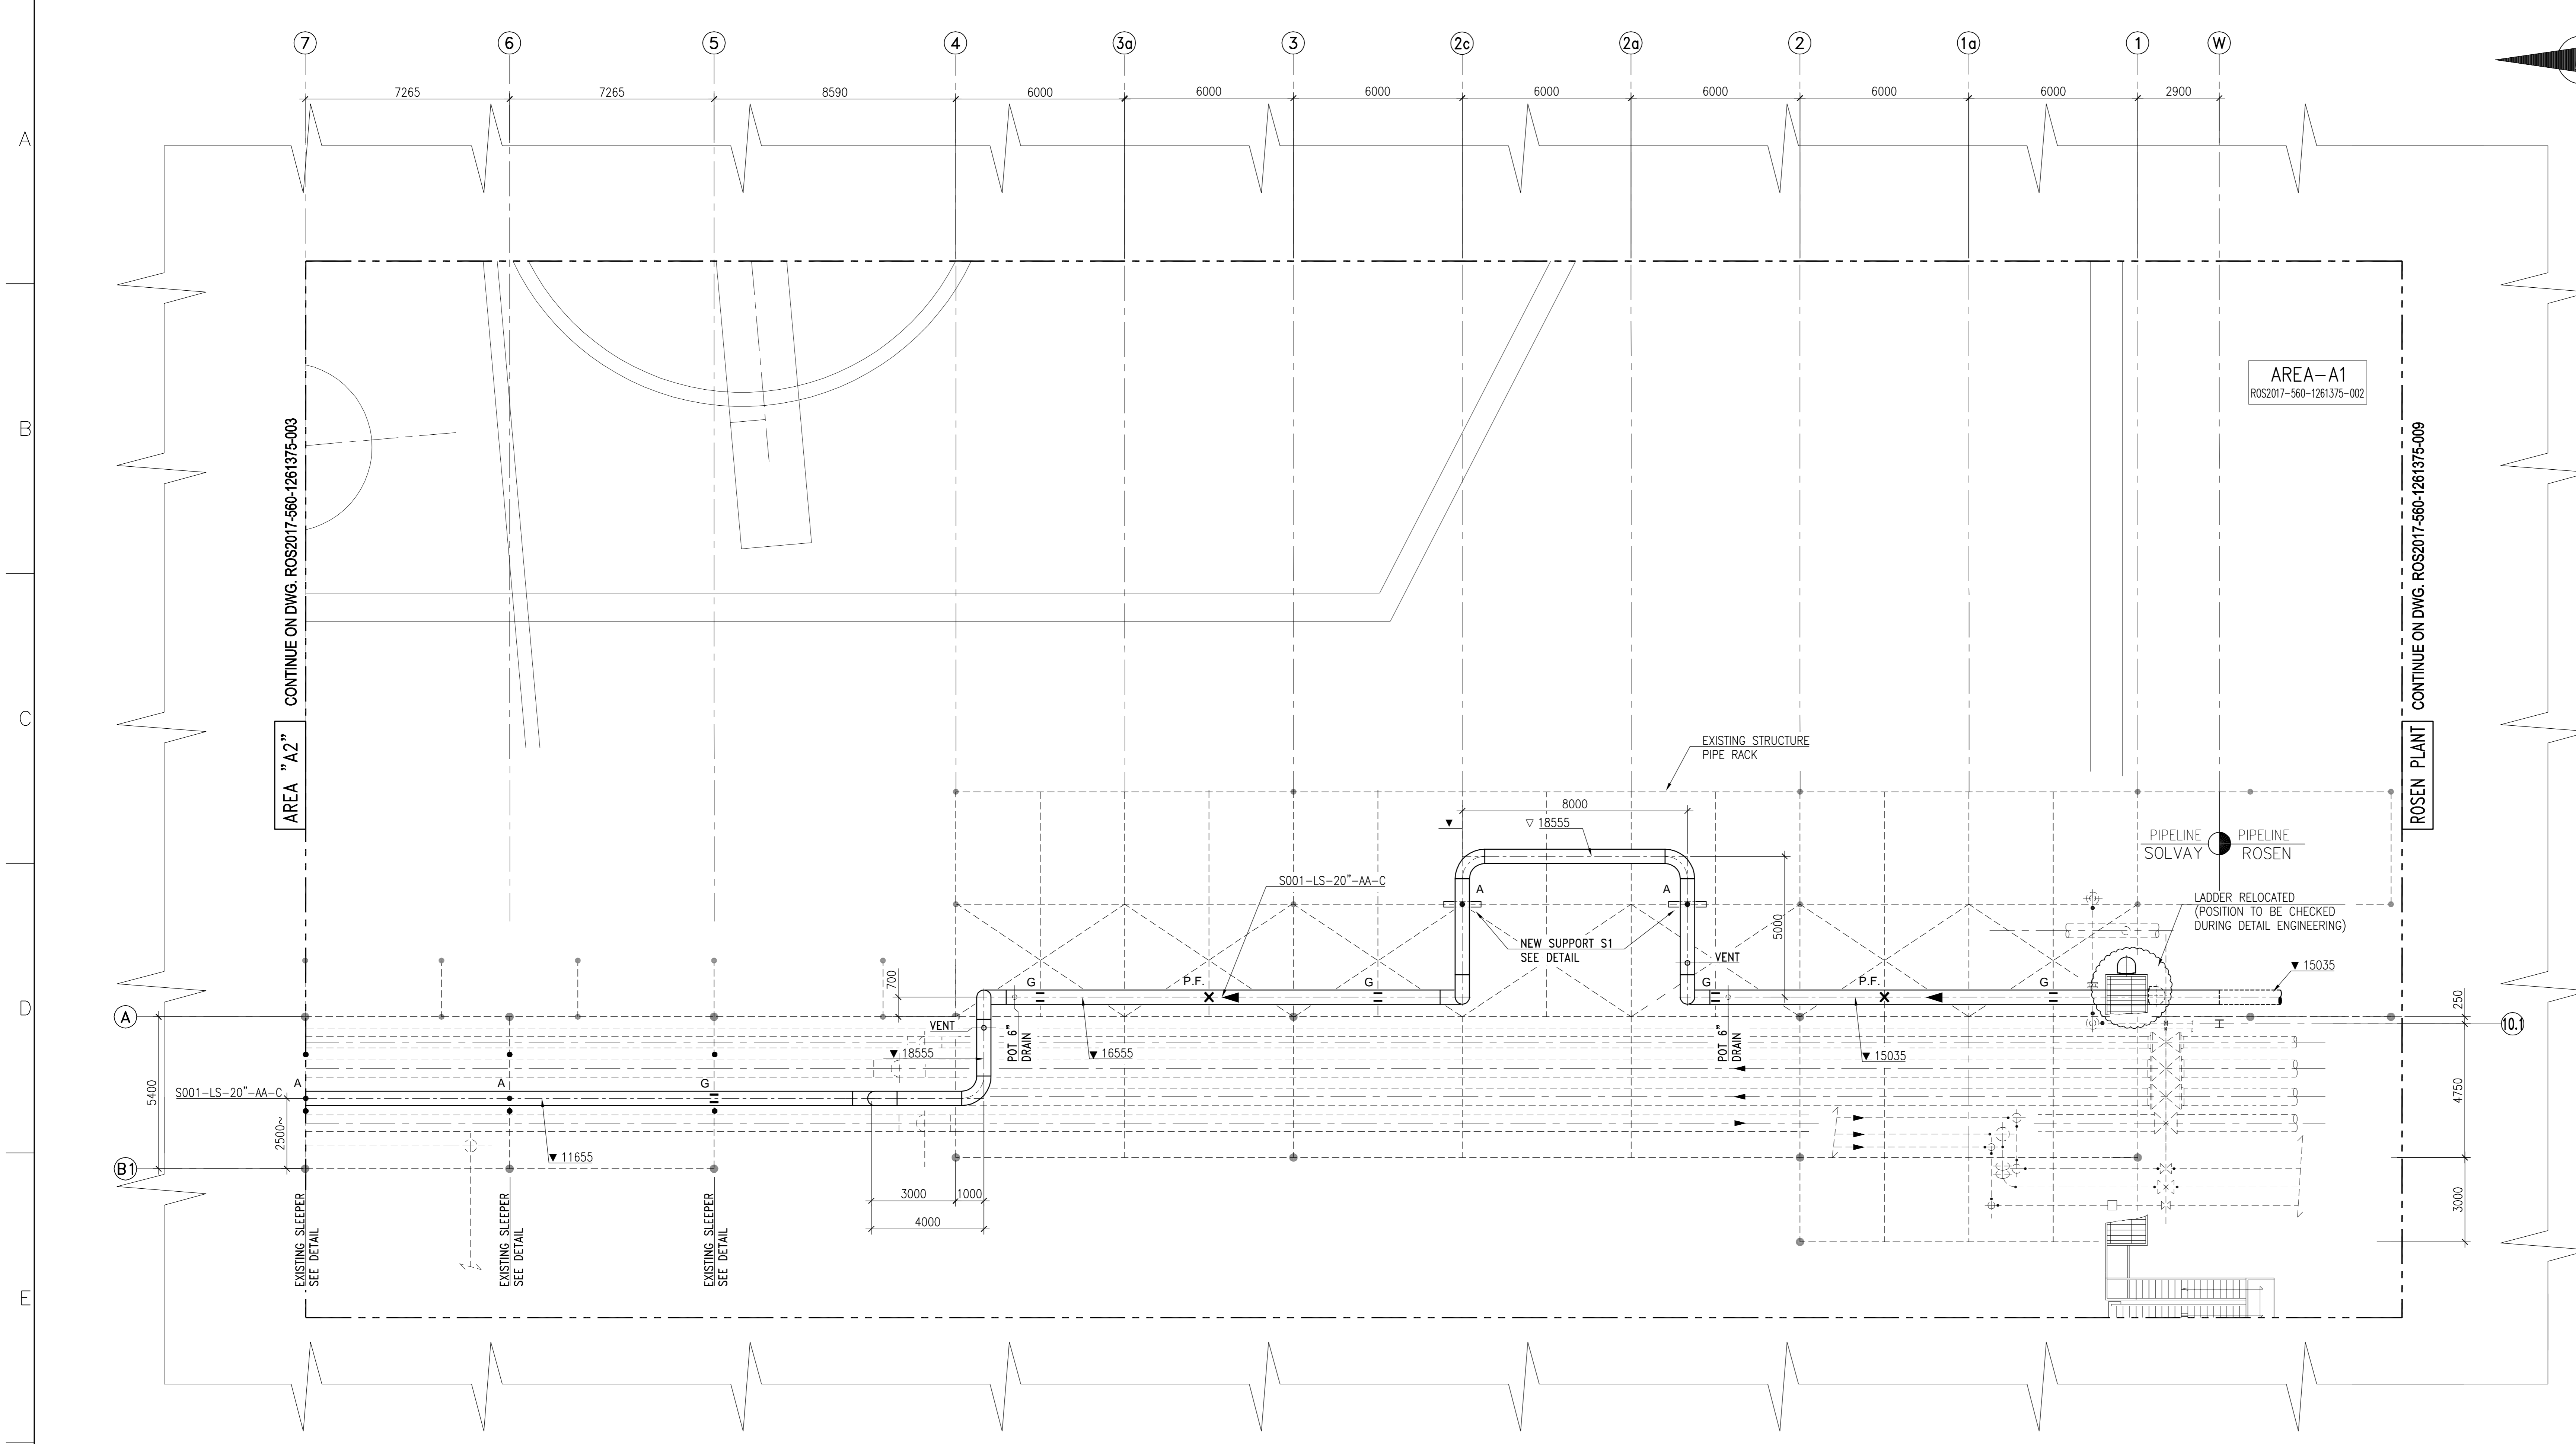 7 6 5 4 3a 3 2c 2a 2 1a 1 W
7265 7265 8590 6000 6000 6000 6000 6000 6000 6000 2900
A
B
C
D
E
AREA-A1
ROS2017-560-1261375-002
AREA "A2" CONTINUE ON DWG. ROS2017-560-1261375-003
ROSEN PLANT CONTINUE ON DWG. ROS2017-560-1261375-009
EXISTING STRUCTURE
PIPE RACK
8000
▽ 18555
▼
PIPELINE
SOLVAY
PIPELINE
ROSEN
S001-LS-20"-AA-C
A
A
LADDER RELOCATED
(POSITION TO BE CHECKED
DURING DETAIL ENGINEERING)
5000
NEW SUPPORT S1
SEE DETAIL
VENT
▼ 15035
700
G
P.F.
G
G
P.F.
G
250
A
10.1
VENT
POT 6"
DRAIN
POT 6"
DRAIN
▼ 18555
▼ 16555
▼ 15035
A
A
G
S001-LS-20"-AA-C
5400
2500~
4750
▼ 11655
B1
3000
1000
4000
3000
EXISTING SLEEPER
SEE DETAIL
EXISTING SLEEPER
SEE DETAIL
EXISTING SLEEPER
SEE DETAIL